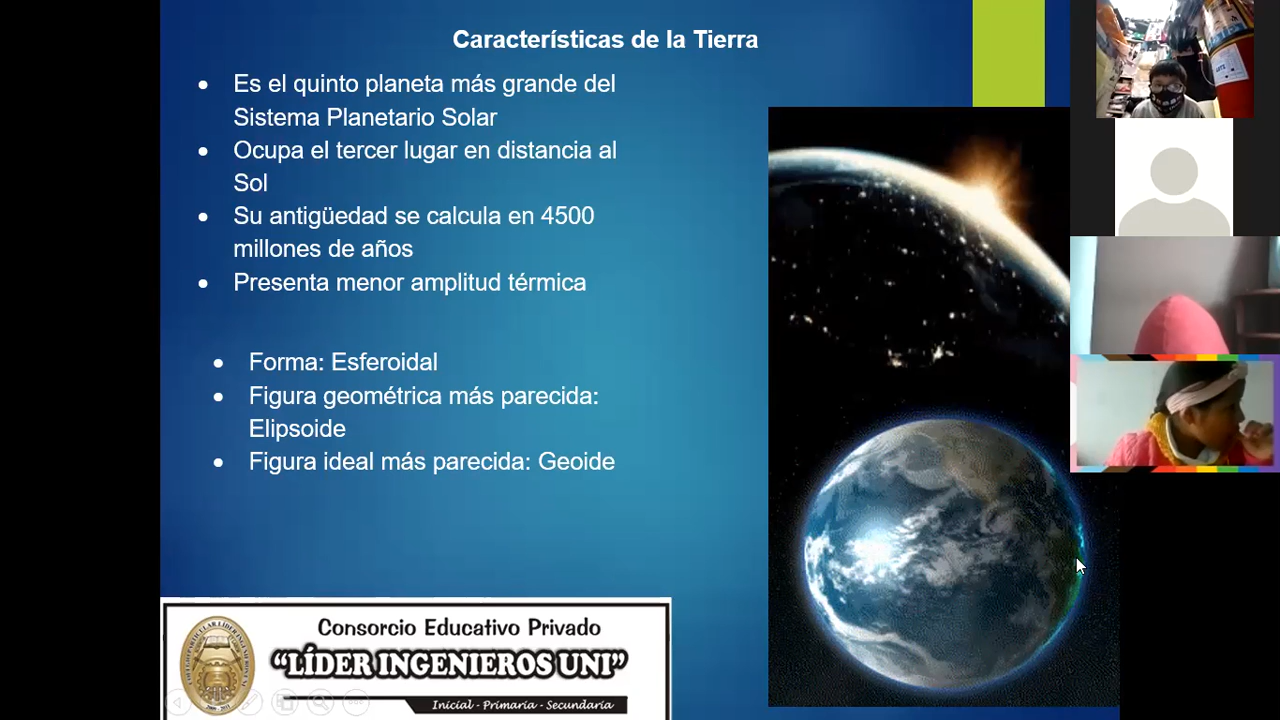 Características de la Tierra
Es el quinto planeta más grande del
Sistema Planetario Solar
Ocupa el tercer lugar en distancia al
Sol
Su antigüedad se calcula en 4500
millones de años
Presenta menor amplitud térmica
Forma: Esferoidal
Figura geométrica más parecida:
Elipsoide
Figura ideal más parecida: Geoide
Consorcio Educativo Privado
"LÍDER INGENIEROS UNI"
Inicial - Primaria - Secundaria